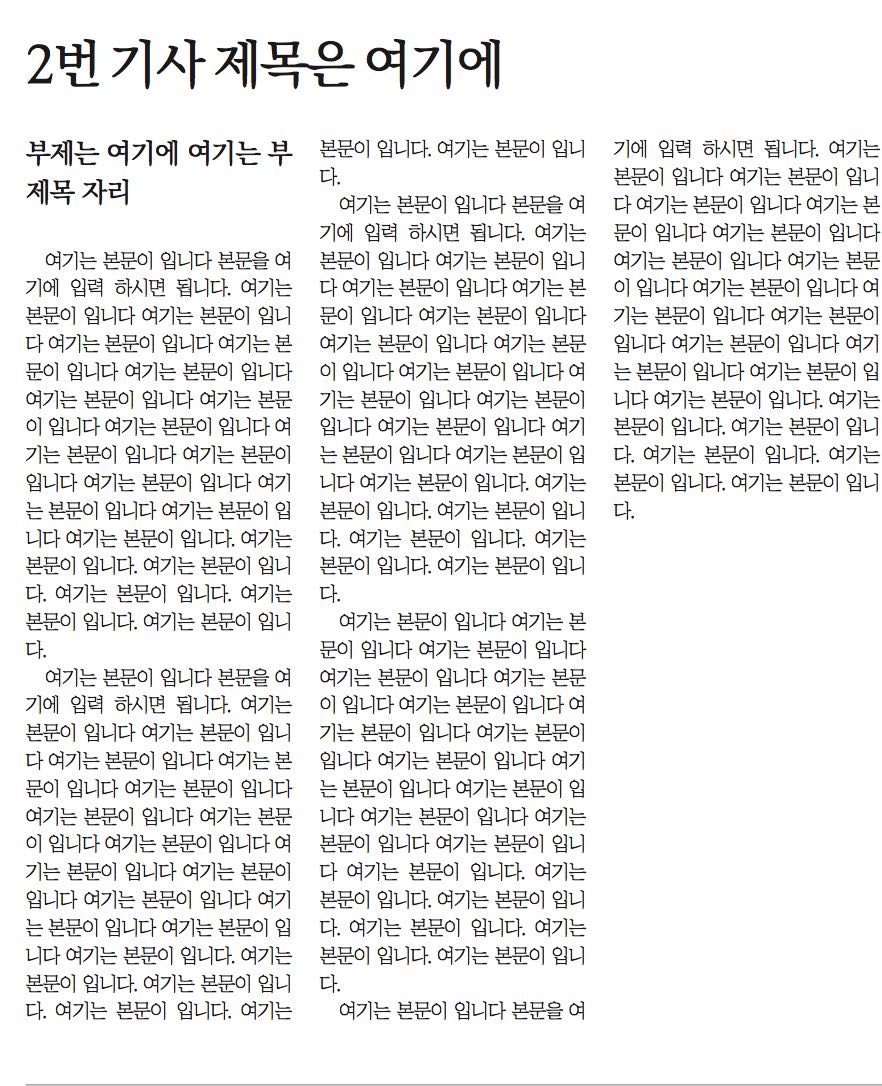 2번 기사 제목은 여기에
부제는 여기에 여기는 부
제목 자리
여기는 본문이 입니다 본문을 여
기에 입력 하시면 됩니다. 여기는
본문이 입니다 여기는 본문이 입니
다 여기는 본문이 입니다 여기는 본
문이 입니다 여기는 본문이 입니다
여기는 본문이 입니다 여기는 본문
이 입니다 여기는 본문이 입니다 여
기는 본문이 입니다 여기는 본문이
입니다 여기는 본문이 입니다 여기
는 본문이 입니다 여기는 본문이 입
니다 여기는 본문이 입니다. 여기는
본문이 입니다. 여기는 본문이 입니
다. 여기는 본문이 입니다. 여기는
본문이 입니다. 여기는 본문이 입니
다.
여기는 본문이 입니다 본문을 여
기에 입력 하시면 됩니다. 여기는
본문이 입니다 여기는 본문이 입니
다 여기는 본문이 입니다 여기는 본
문이 입니다 여기는 본문이 입니다
여기는 본문이 입니다 여기는 본문
이 입니다 여기는 본문이 입니다 여
기는 본문이 입니다 여기는 본문이
입니다 여기는 본문이 입니다 여기
는 본문이 입니다 여기는 본문이 입
니다 여기는 본문이 입니다. 여기는
본문이 입니다. 여기는 본문이 입니
다. 여기는 본문이 입니다. 여기는
본문이 입니다. 여기는 본문이 입니
다.
여기는 본문이 입니다 본문을 여
기에 입력 하시면 됩니다. 여기는
본문이 입니다 여기는 본문이 입니
다 여기는 본문이 입니다 여기는 본
문이 입니다 여기는 본문이 입니다
여기는 본문이 입니다 여기는 본문
이 입니다 여기는 본문이 입니다 여
기는 본문이 입니다 여기는 본문이
입니다 여기는 본문이 입니다 여기
는 본문이 입니다 여기는 본문이 입
니다 여기는 본문이 입니다. 여기는
본문이 입니다. 여기는 본문이 입니
다. 여기는 본문이 입니다. 여기는
본문이 입니다. 여기는 본문이 입니
다.
여기는 본문이 입니다 여기는 본
문이 입니다 여기는 본문이 입니다
여기는 본문이 입니다 여기는 본문
이 입니다 여기는 본문이 입니다 여
기는 본문이 입니다 여기는 본문이
입니다 여기는 본문이 입니다 여기
는 본문이 입니다 여기는 본문이 입
니다 여기는 본문이 입니다 여기는
본문이 입니다 여기는 본문이 입니
다 여기는 본문이 입니다. 여기는
본문이 입니다. 여기는 본문이 입니
다. 여기는 본문이 입니다. 여기는
본문이 입니다. 여기는 본문이 입니
다.
여기는 본문이 입니다 본문을 여
기에 입력 하시면 됩니다. 여기는
본문이 입니다 여기는 본문이 입니
다 여기는 본문이 입니다 여기는 본
문이 입니다 여기는 본문이 입니다
여기는 본문이 입니다 여기는 본문
이 입니다 여기는 본문이 입니다 여
기는 본문이 입니다 여기는 본문이
입니다 여기는 본문이 입니다 여기
는 본문이 입니다 여기는 본문이 입
니다 여기는 본문이 입니다. 여기는
본문이 입니다. 여기는 본문이 입니
다. 여기는 본문이 입니다. 여기는
본문이 입니다. 여기는 본문이 입니
다.